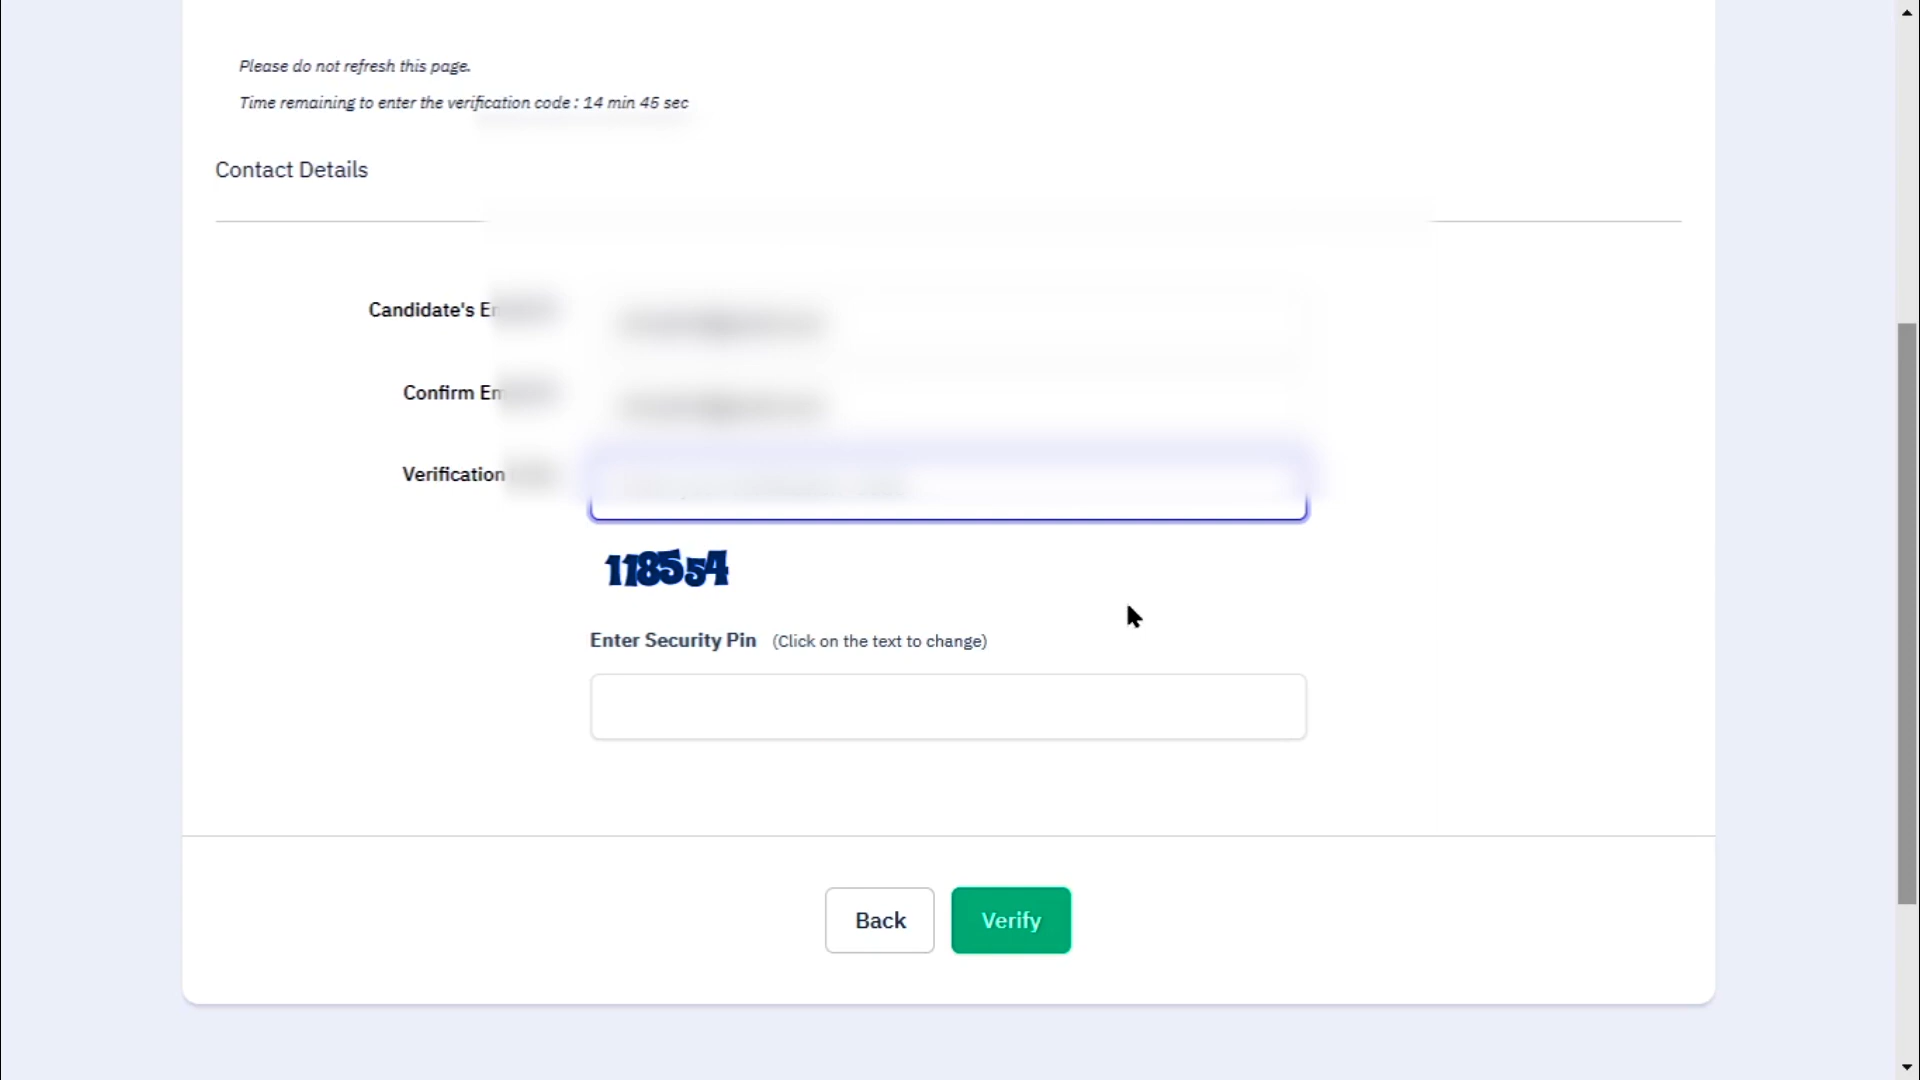 Please do not refresh this page.
Time remaining to enter the verification code : 14 min 45 sec
Contact Details
Candidate's
Confirm
Verification
118554
Enter Security Pin (Click on the text to change)
Back Verify